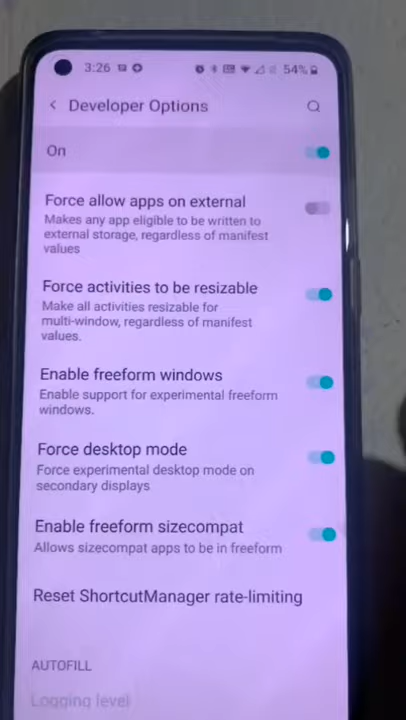 3:26
54%
Developer Options
On
Force allow apps on external
Makes any app eligible to be written to
external storage, regardless of manifest
values
Force activities to be resizable
Make all activities resizable for
multi-window, regardless of manifest
values.
Enable freeform windows
Enable support for experimental freeform
windows.
Force desktop mode
Force experimental desktop mode on
secondary displays
Enable freeform sizecompat
Allows sizecompat apps to be in freeform
Reset ShortcutManager rate-limiting
AUTOFILL
Logging level